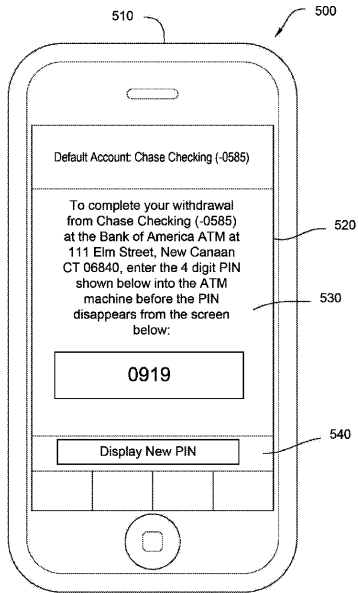 510
500
Default Account: Chase Checking (-0585)
To complete your withdrawal
from Chase Checking (-0585)
at the Bank of America ATM at
111 Elm Street, New Canaan
CT 06840, enter the 4 digit PIN
shown below into the ATM
machine before the PIN
disappears from the screen
below:
520
530
0919
Display New PIN
540